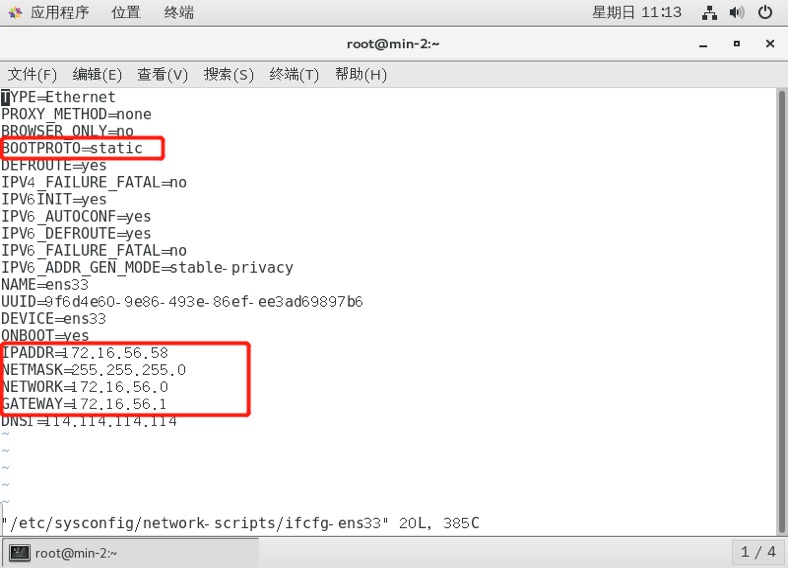 应用程序 位置 终端 星期日 11:13
root@min-2:~
文件(F) 编辑(E) 查看(V) 搜索(S) 终端(T) 帮助(H)
TYPE=Ethernet
PROXY_METHOD=none
BROWSER_ONLY=no
BOOTPROTO=static
DEFROUTE=yes
IPV4_FAILURE_FATAL=no
IPV6INIT=yes
IPV6_AUTOCONF=yes
IPV6_DEFROUTE=yes
IPV6_FAILURE_FATAL=no
IPV6_ADDR_GEN_MODE=stable-privacy
NAME=ens33
UUID=9f6d4e60-9e86-493e-86ef-ee3ad69897b6
DEVICE=ens33
ONBOOT=yes
IPADDR=172.16.56.58
NETMASK=255.255.255.0
NETWORK=172.16.56.0
GATEWAY=172.16.56.1
DNS1=114.114.114.114
~
~
~
~
~
"/etc/sysconfig/network-scripts/ifcfg-ens33" 20L, 385C
root@min-2:~ 1 / 4